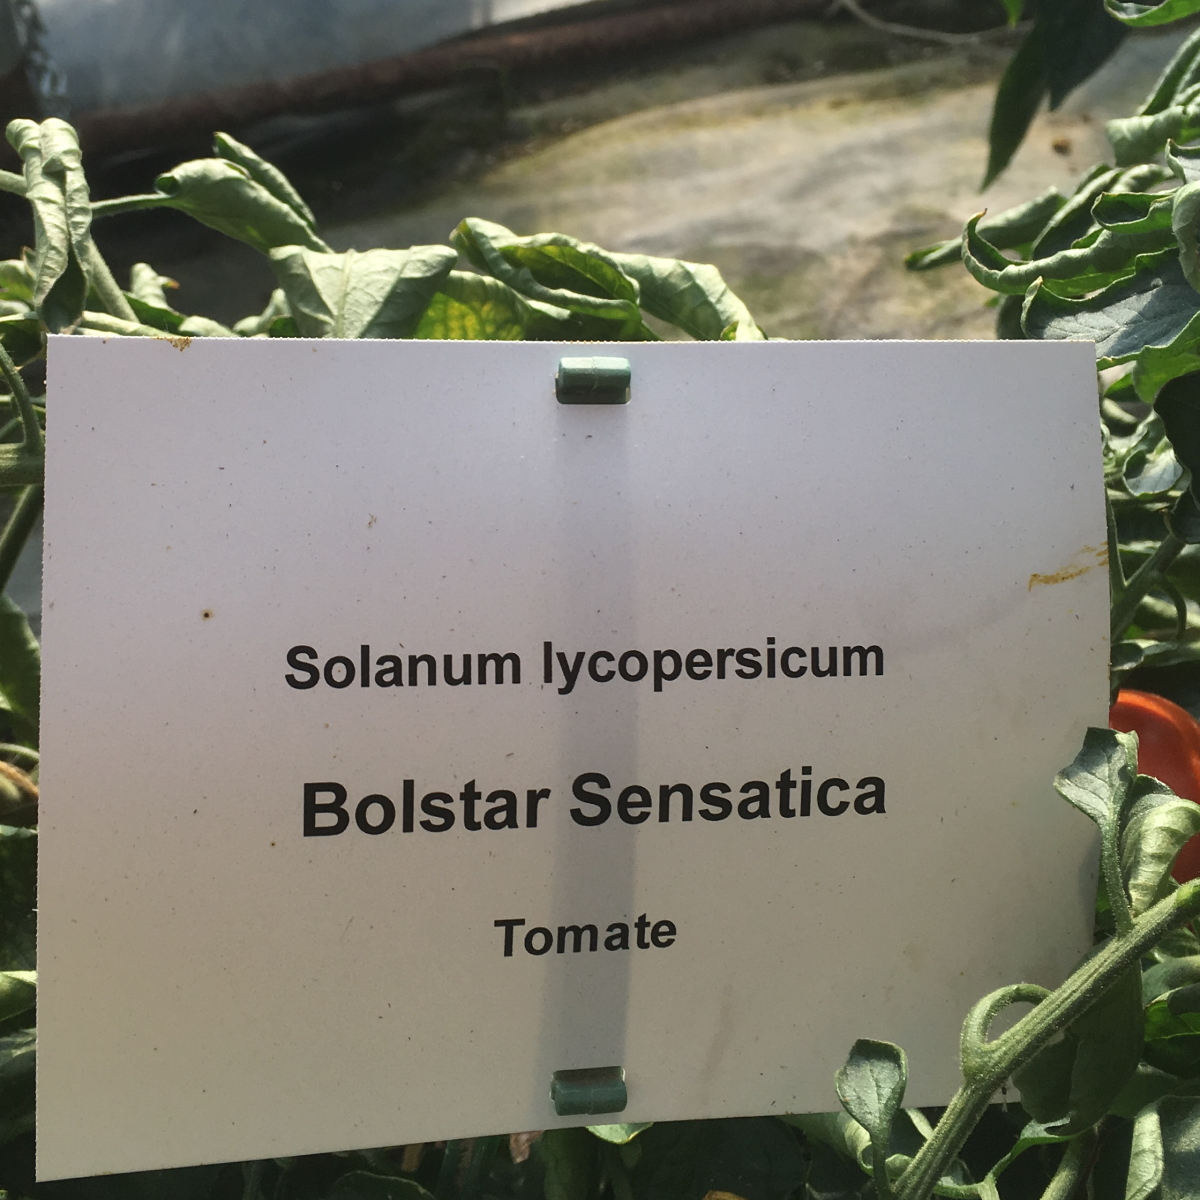 Solanum lycopersicum
Bolstar Sensatica
Tomate